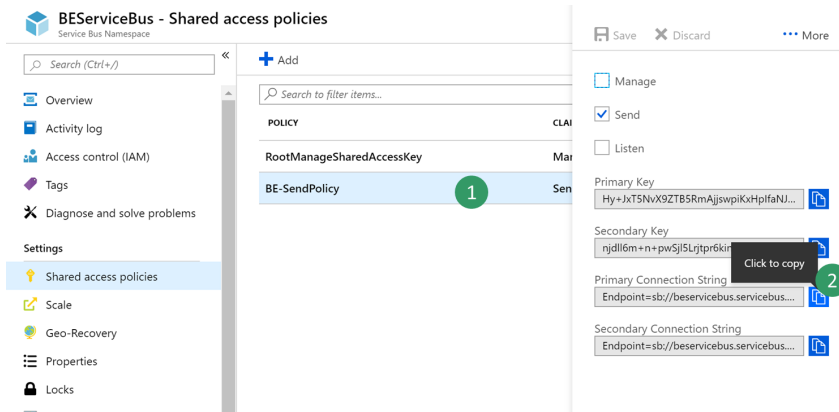 BEServiceBus - Shared access policies
Service Bus Namespace
Search (Ctrl+/)
«
Overview
Activity log
Access control (IAM)
Tags
Diagnose and solve problems
Settings
Shared access policies
Scale
Geo-Recovery
Properties
Locks
Add
Search to filter items...
POLICY
CLAI
RootManageSharedAccessKey
Man
BE-SendPolicy
1
Sen
Save
Discard
More
Manage
Send
Listen
Primary Key
Hy+JxT5NvX9ZTB5RmAjjswpiKxHpIfaNJ...
Secondary Key
njdll6m+n+pwSjl5Lrjtpr6kin
Click to copy
2
Primary Connection String
Endpoint=sb://beservicebus.servicebus....
Secondary Connection String
Endpoint=sb://beservicebus.servicebus....